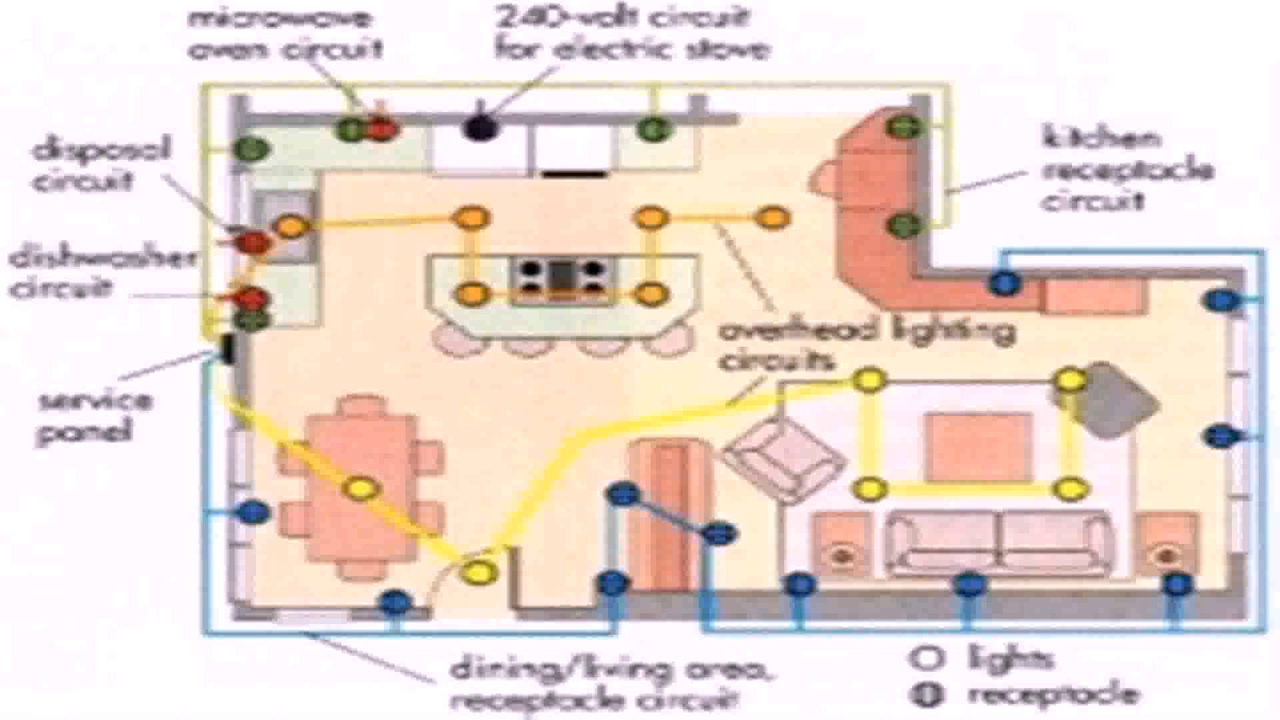 microwave
oven circuit
240-volt circuit
for electric stove
disposal
circuit
kitchen
receptacle
circuit
dishwasher
circuit
overhead lighting
circuits
service
panel
dining/living area,
receptacle circuit
lights
receptacle